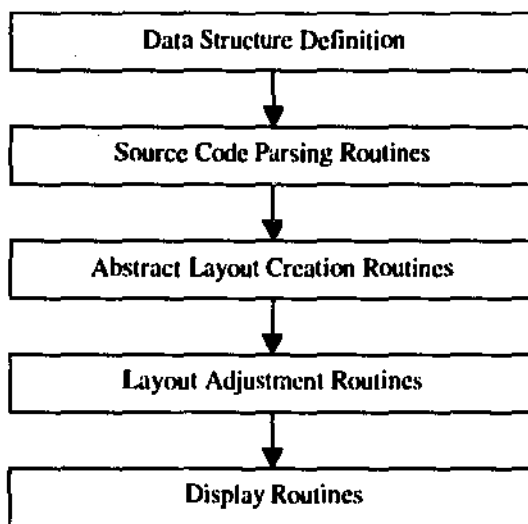 Data Structure Definition
Source Code Parsing Routines
Abstract Layout Creation Routines
Layout Adjustment Routines
Display Routines